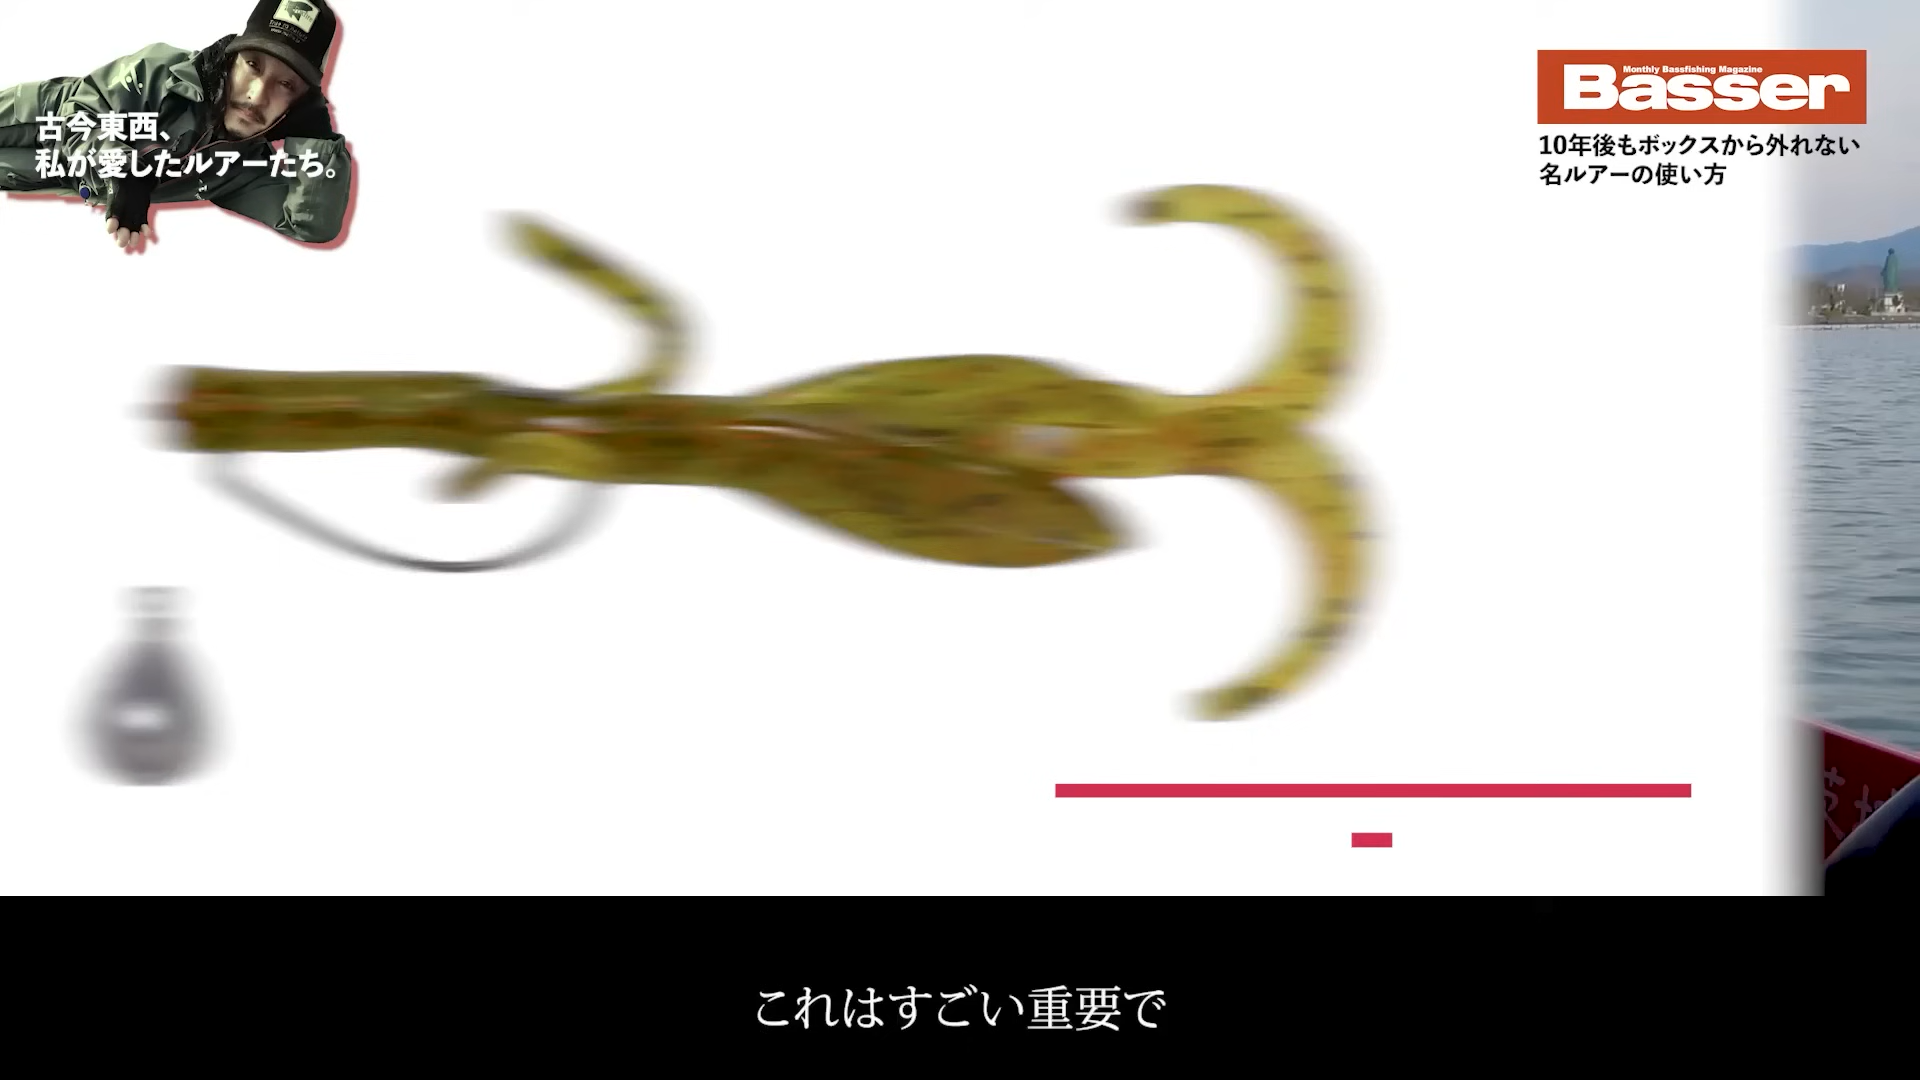 古今東西、
私が愛したルアーたち。
Monthly Bassfishing Magazine
Basser
10年後もボックスから外れない
名ルアーの使い方
これはすごい重要で